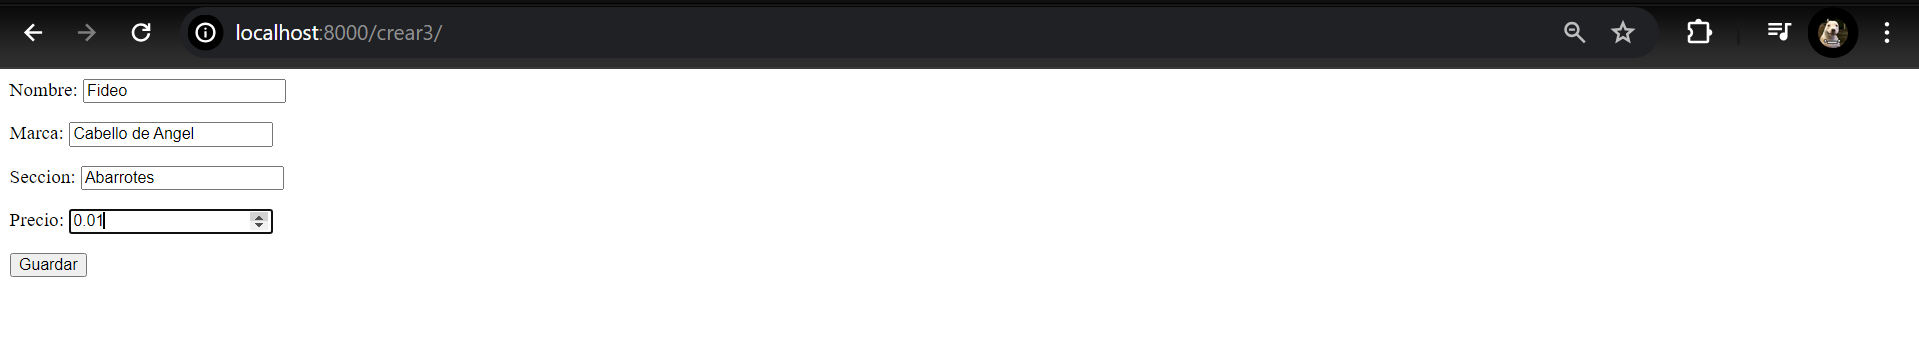 localhost:8000/crear3/
Nombre: Fideo
Marca: Cabello de Angel
Seccion: Abarrotes
Precio: 0.01
Guardar